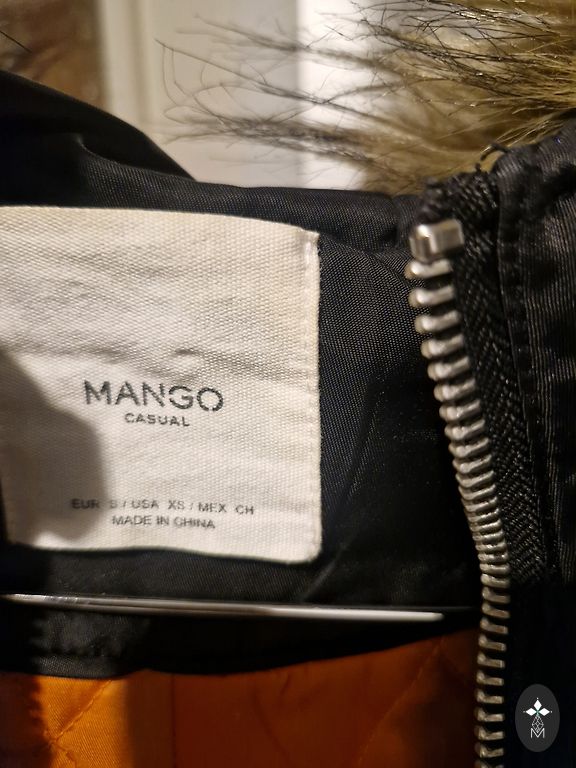 MANGO
CASUAL
EUR S / USA XS / MEX CH
MADE IN CHINA
M